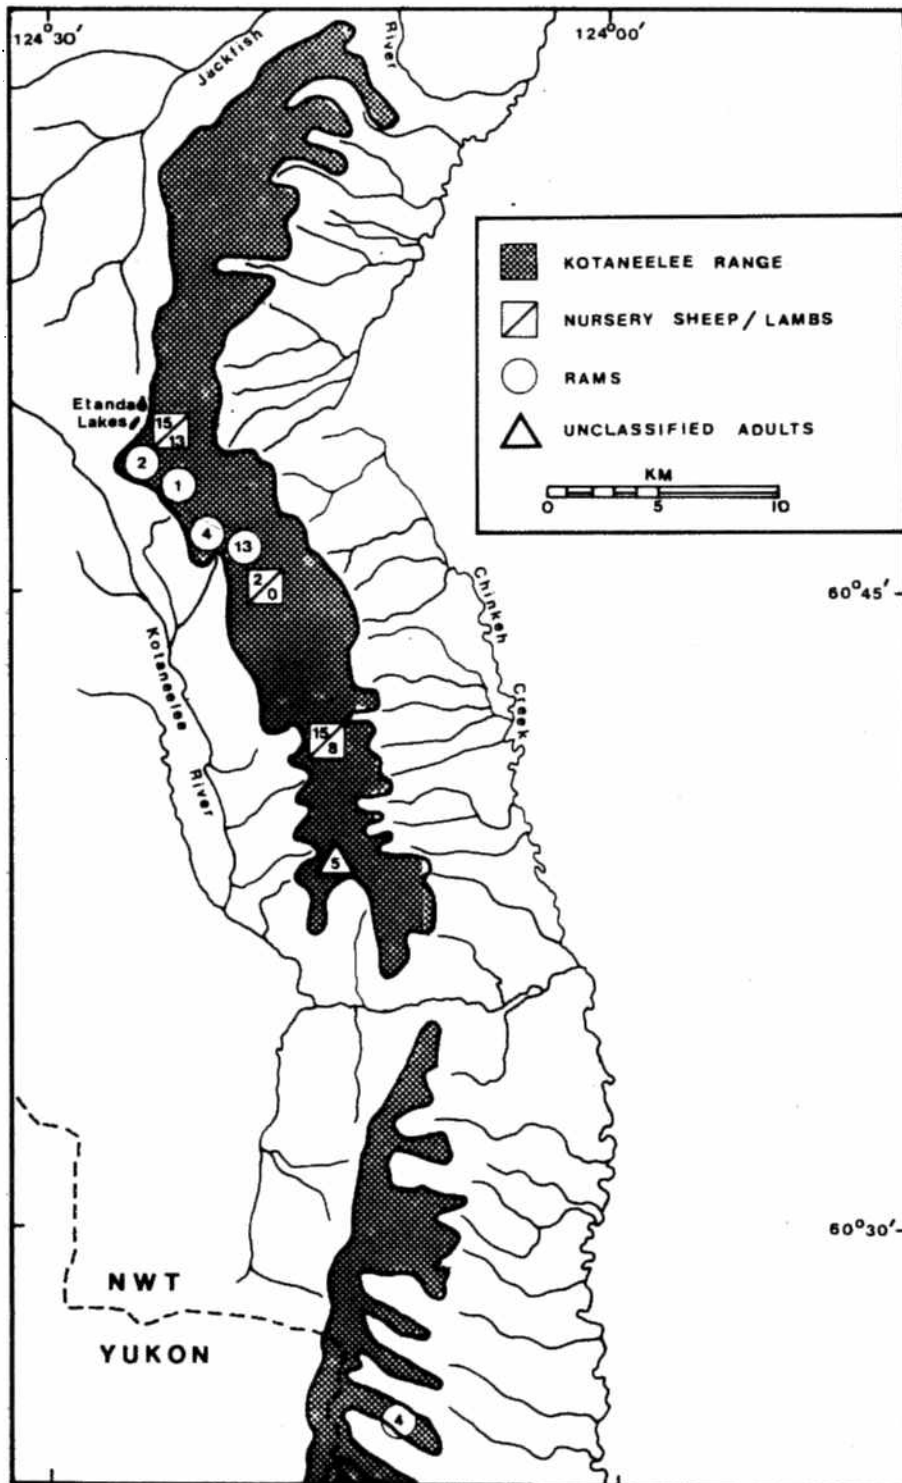 124°30′
124°00′
Jackfish River
KOTANEELEE RANGE
NURSERY SHEEP/LAMBS
RAMS
UNCLASSIFIED ADULTS
KM
0 5 10
Etanda
Lakes
15
13
2
1
4
13
2
0
60°45′
Chinkeh Creek
Kotaneelee River
15
8
5
60°30′
NWT
YUKON
4